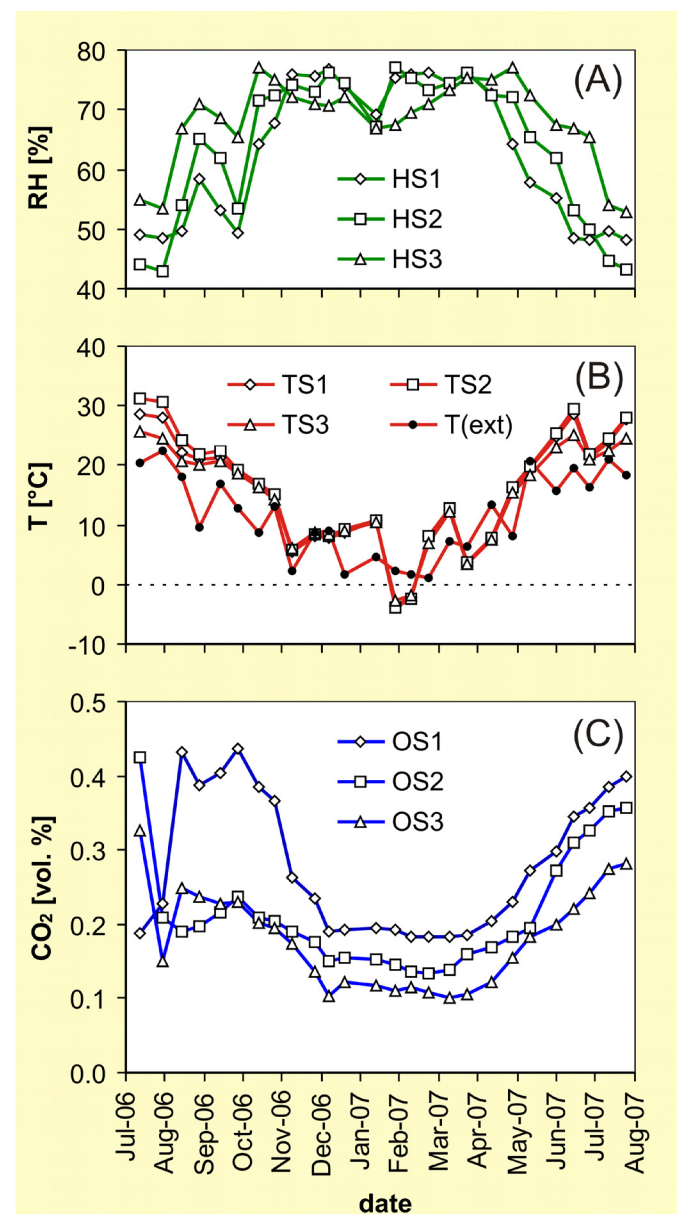 80
70
60
50
40
RH [%]
(A)
HS1
HS2
HS3
40
30
20
10
0
-10
T [°C]
(B)
TS1 TS2
TS3 T(ext)
0.5
0.4
0.3
0.2
0.1
0.0
CO₂ [vol. %]
(C)
OS1
OS2
OS3
Jul-06
Aug-06
Sep-06
Oct-06
Nov-06
Dec-06
Jan-07
Feb-07
Mar-07
Apr-07
May-07
Jun-07
Jul-07
Aug-07
date